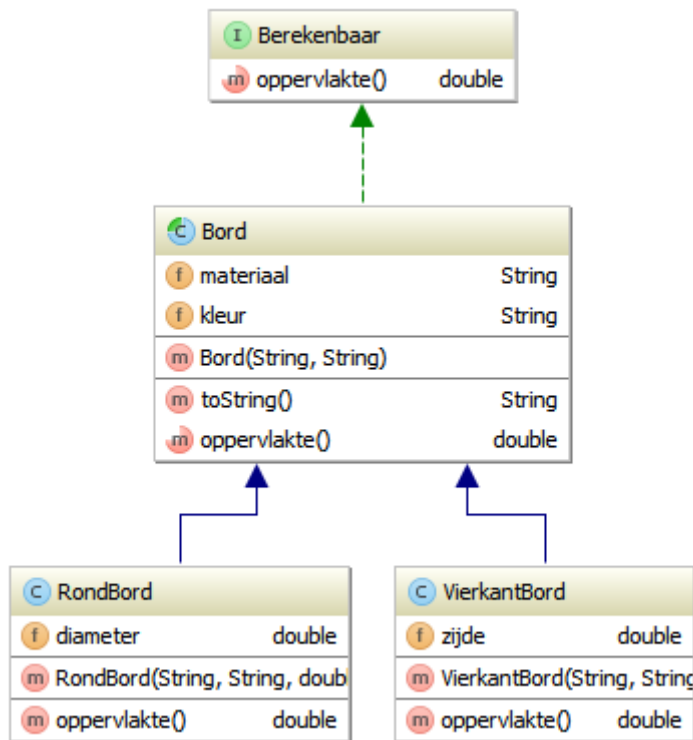 I Berekenbaar
m oppervlakte() double
C Bord
f materiaal String
f kleur String
m Bord(String, String)
m toString() String
m oppervlakte() double
C RondBord
f diameter double
m RondBord(String, String, doubl
m oppervlakte() double
C VierkantBord
f zijde double
m VierkantBord(String, String
m oppervlakte() double